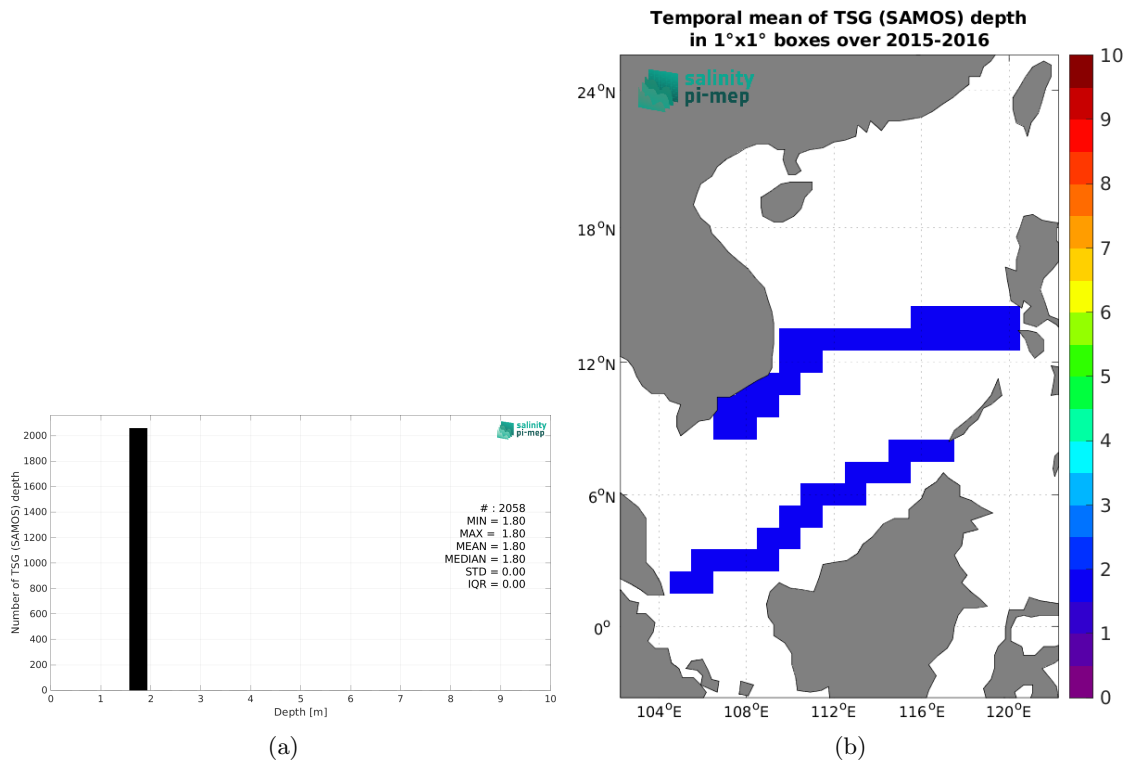 Temporal mean of TSG (SAMOS) depth
in 1°x1° boxes over 2015-2016
salinity
pi-mep
24°N
18°N
12°N
6°N
0°
104°E
108°E
112°E
116°E
120°E
10
9
8
7
6
5
4
3
2
1
0
salinity
pi-mep
Number of TSG (SAMOS) depth
2000
1800
1600
1400
1200
1000
800
600
400
200
0
# : 2058
MIN = 1.80
MAX = 1.80
MEAN = 1.80
MEDIAN = 1.80
STD = 0.00
IQR = 0.00
0 1 2 3 4 5 6 7 8 9 10
Depth [m]
(a)
(b)